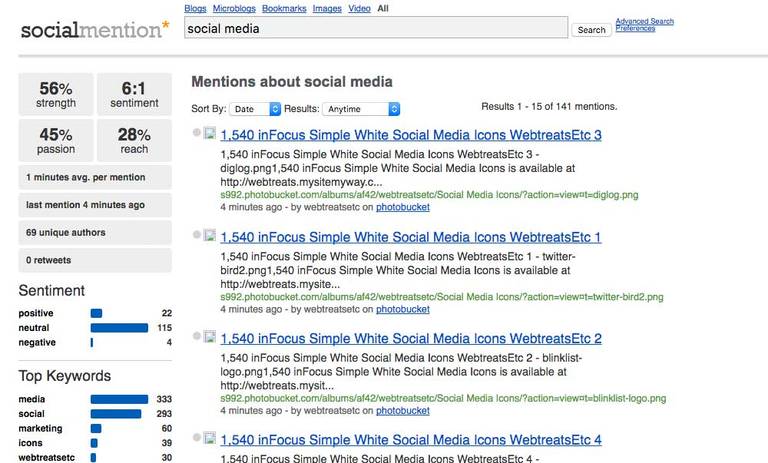 Blogs Microblogs Bookmarks Images Video All
socialmention*
social media
Search
Advanced Search
Preferences
56%
strength
6:1
sentiment
45%
passion
28%
reach
1 minutes avg. per mention
last mention 4 minutes ago
69 unique authors
0 retweets
Sentiment
positive 22
neutral 115
negative 4
Top Keywords
media 333
social 293
marketing 60
icons 39
webtreatsetc 30
Mentions about social media
Sort By: Date Results: Anytime Results 1 - 15 of 141 mentions.
1,540 inFocus Simple White Social Media Icons WebtreatsEtc 3
1,540 inFocus Simple White Social Media Icons WebtreatsEtc 3 -
diglog.png1,540 inFocus Simple White Social Media Icons is available at
http://webtreats.mysitemyway.c...
s992.photobucket.com/albums/af42/webtreatsetc/Social Media Icons/?action=view¤t=diglog.png
4 minutes ago - by webtreatsetc on photobucket
1,540 inFocus Simple White Social Media Icons WebtreatsEtc 1
1,540 inFocus Simple White Social Media Icons WebtreatsEtc 1 - twitter-
bird2.png1,540 inFocus Simple White Social Media Icons is available at
http://webtreats.mysite...
s992.photobucket.com/albums/af42/webtreatsetc/Social Media Icons/?action=view¤t=twitter-bird2.png
4 minutes ago - by webtreatsetc on photobucket
1,540 inFocus Simple White Social Media Icons WebtreatsEtc 2
1,540 inFocus Simple White Social Media Icons WebtreatsEtc 2 - blinklist-
logo.png1,540 inFocus Simple White Social Media Icons is available at
http://webtreats.mysit...
s992.photobucket.com/albums/af42/webtreatsetc/Social Media Icons/?action=view¤t=blinklist-logo.png
4 minutes ago - by webtreatsetc on photobucket
1,540 inFocus Simple White Social Media Icons WebtreatsEtc 4
1,540 inFocus Simple White Social Media Icons WebtreatsEtc 4 -